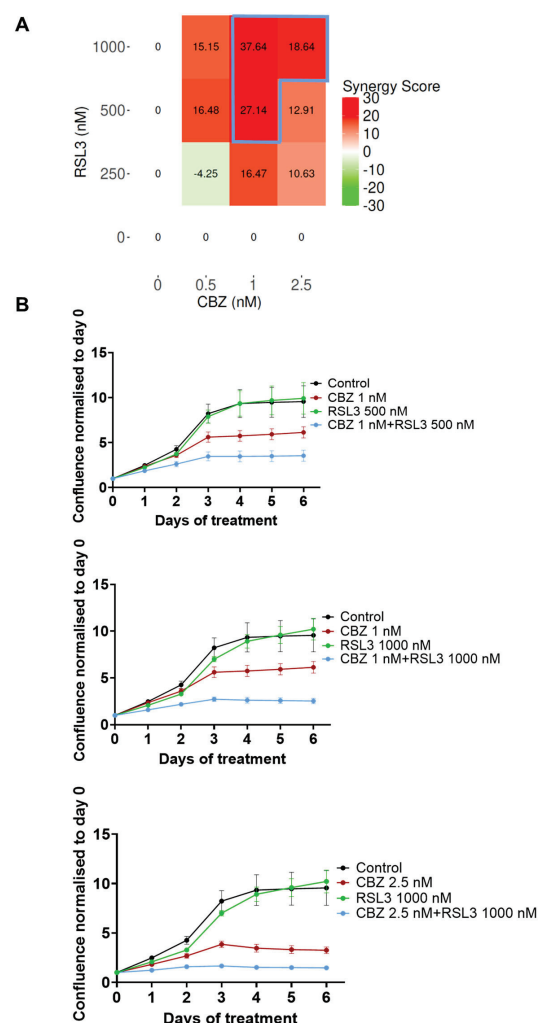 A
1000
0
15.15
37.64
18.64
500
0
16.48
27.14
12.91
250
0
-4.25
16.47
10.63
0
0
0
0
0
RSL3 (nM)
0
0.5
1
2.5
CBZ (nM)
Synergy Score
30
20
10
0
-10
-20
-30
B
Confluence normalised to day 0
15
10
5
0
0 1 2 3 4 5 6
Days of treatment
Control
CBZ 1 nM
RSL3 500 nM
CBZ 1 nM+RSL3 500 nM
Confluence normalised to day 0
15
10
5
0
0 1 2 3 4 5 6
Days of treatment
Control
CBZ 1 nM
RSL3 1000 nM
CBZ 1 nM+RSL3 1000 nM
Confluence normalised to day 0
15
10
5
0
0 1 2 3 4 5 6
Days of treatment
Control
CBZ 2.5 nM
RSL3 1000 nM
CBZ 2.5 nM+RSL3 1000 nM